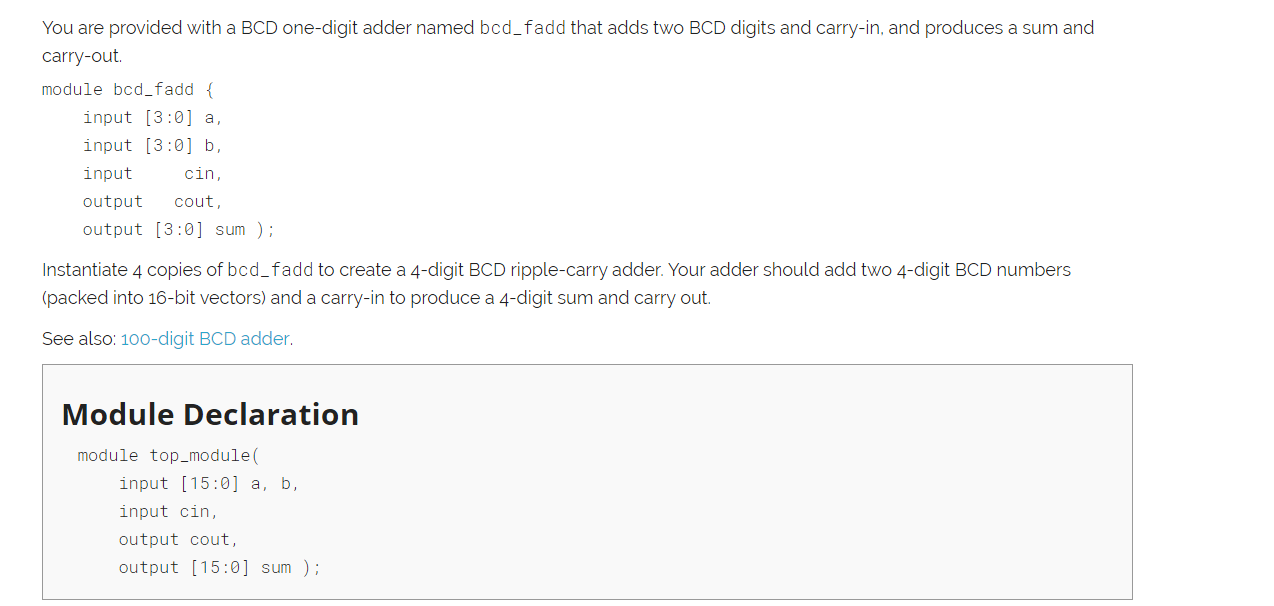 You are provided with a BCD one-digit adder named bcd_fadd that adds two BCD digits and carry-in, and produces a sum and
carry-out.
module bcd_fadd {
    input [3:0] a,
    input [3:0] b,
    input     cin,
    output   cout,
    output [3:0] sum );
Instantiate 4 copies of bcd_fadd to create a 4-digit BCD ripple-carry adder. Your adder should add two 4-digit BCD numbers
(packed into 16-bit vectors) and a carry-in to produce a 4-digit sum and carry out.
See also: 100-digit BCD adder.
Module Declaration
module top_module(
    input [15:0] a, b,
    input cin,
    output cout,
    output [15:0] sum );